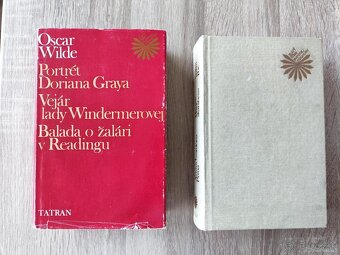 Oscar
Wilde
Portrét
Doriana Graya
Vejár
lady Windermerovej
Balada o žalári
v Readingu
TATRAN